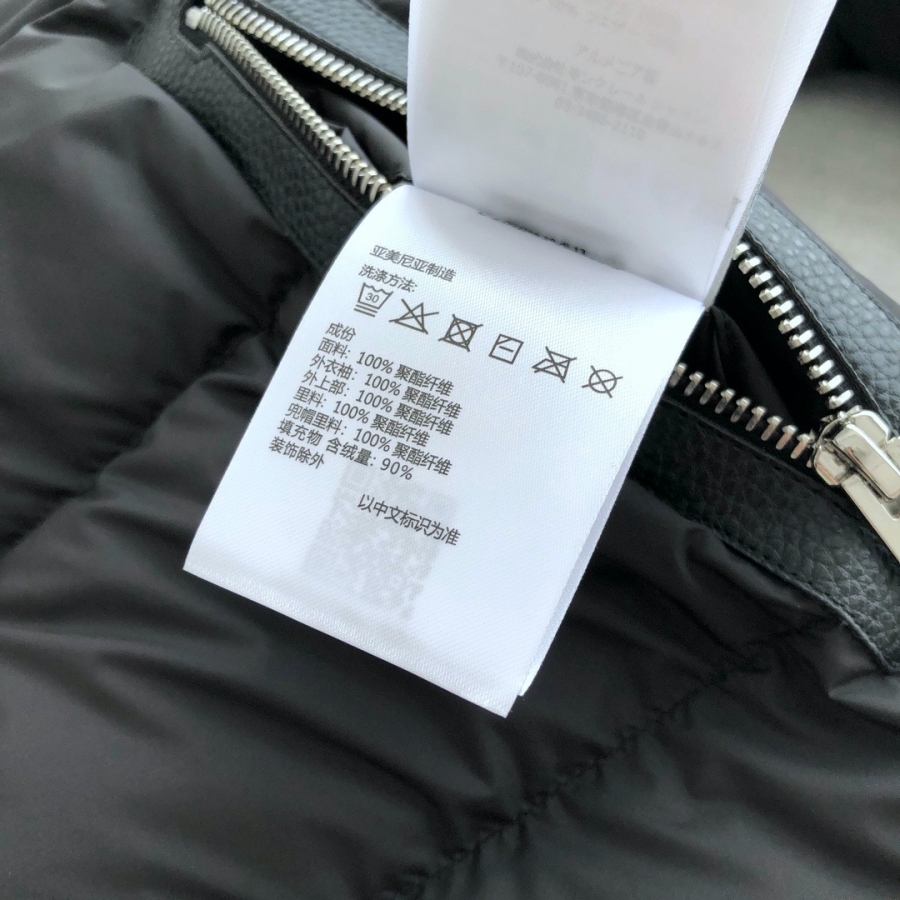 亚美尼亚制造
洗涤方法:
30
成份
面料: 100% 聚酯纤维
外衣袖: 100% 聚酯纤维
外上部: 100% 聚酯纤维
里料: 100% 聚酯纤维
兜帽里料: 100% 聚酯纤维
填充物 含绒量: 90%
装饰除外
以中文标识为准